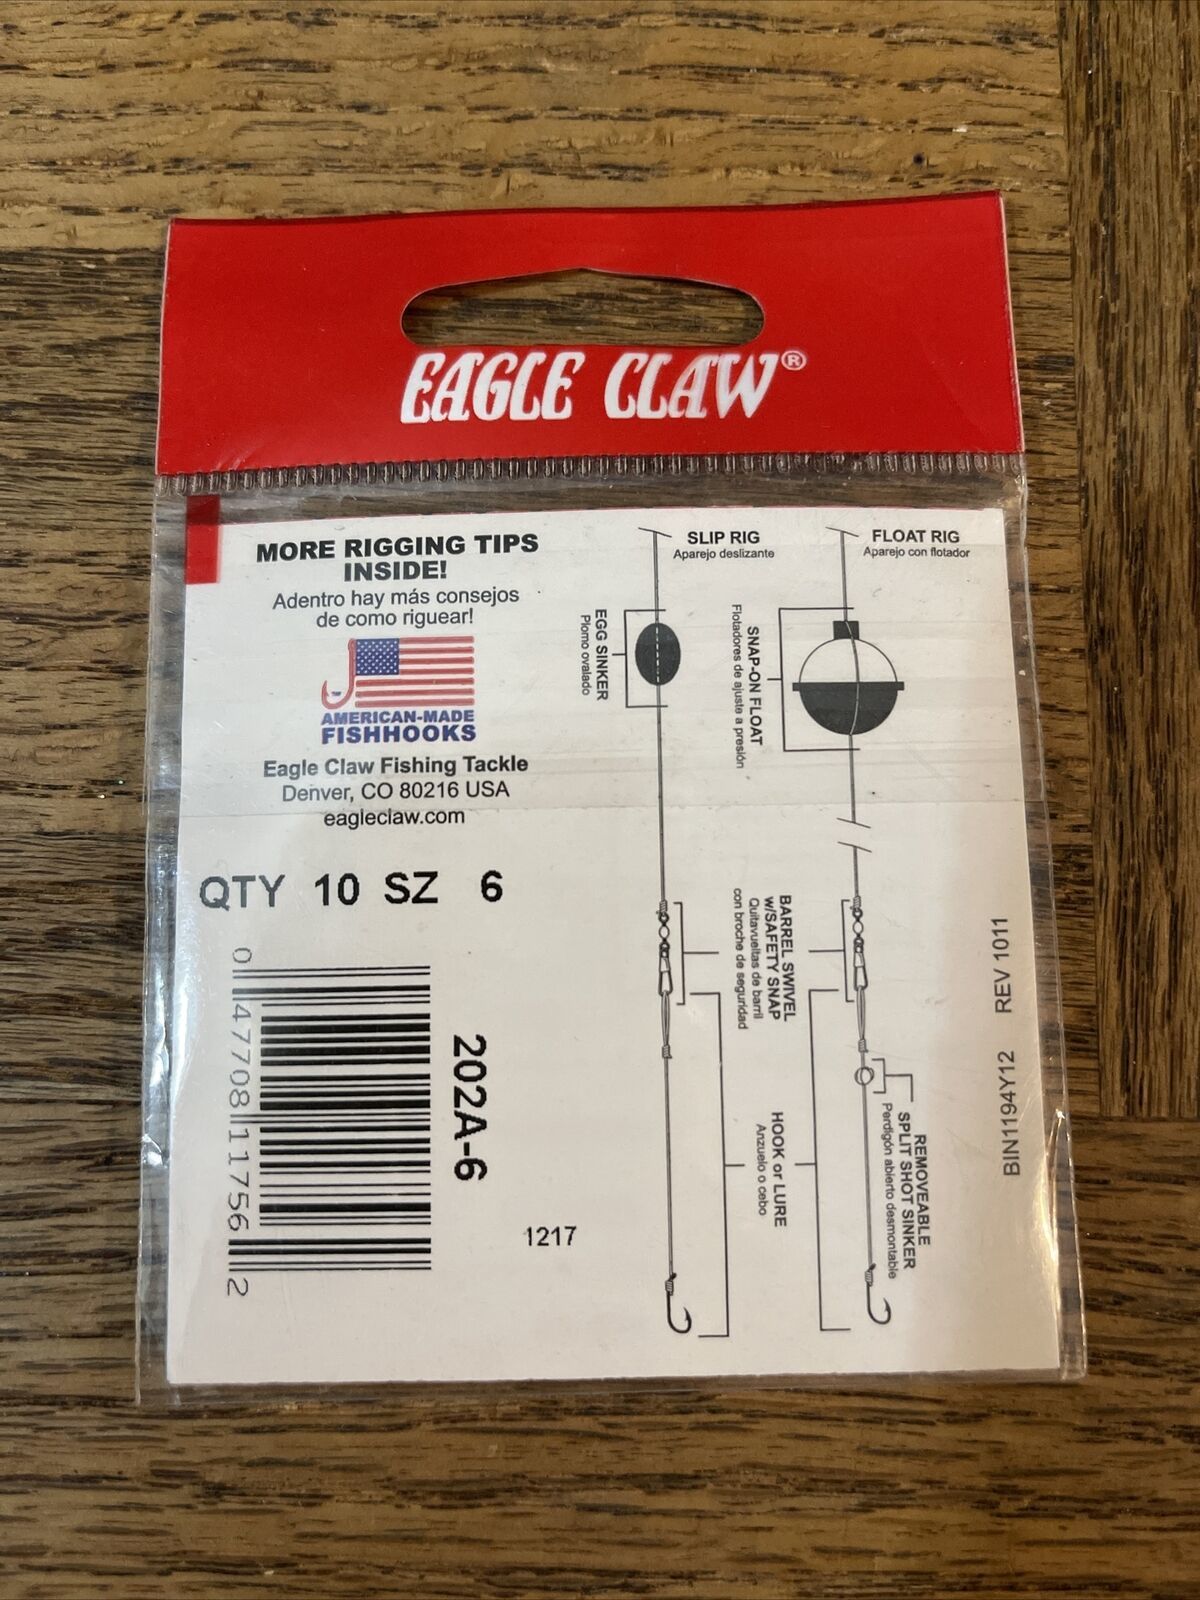 EAGLE CLAW®
MORE RIGGING TIPS
INSIDE!
Adentro hay más consejos
de como riguear!
AMERICAN-MADE
FISHHOOKS
Eagle Claw Fishing Tackle
Denver, CO 80216 USA
eagleclaw.com
QTY 10 SZ 6
0 47708 11756 2
202A-6
1217
SLIP RIG
Aparejo deslizante
EGG SINKER
Plomo ovalado
FLOAT RIG
Aparejo con flotador
SNAP-ON FLOAT
Flotadores de ajuste a presión
BARREL SWIVEL
W/SAFETY SNAP
Quitavueltas de barril
con broche de seguridad
HOOK or LURE
Anzuelo o cebo
REMOVEABLE
SPLIT SHOT SINKER
Perdigón abierto desmontable
BIN1194Y12 REV 1011